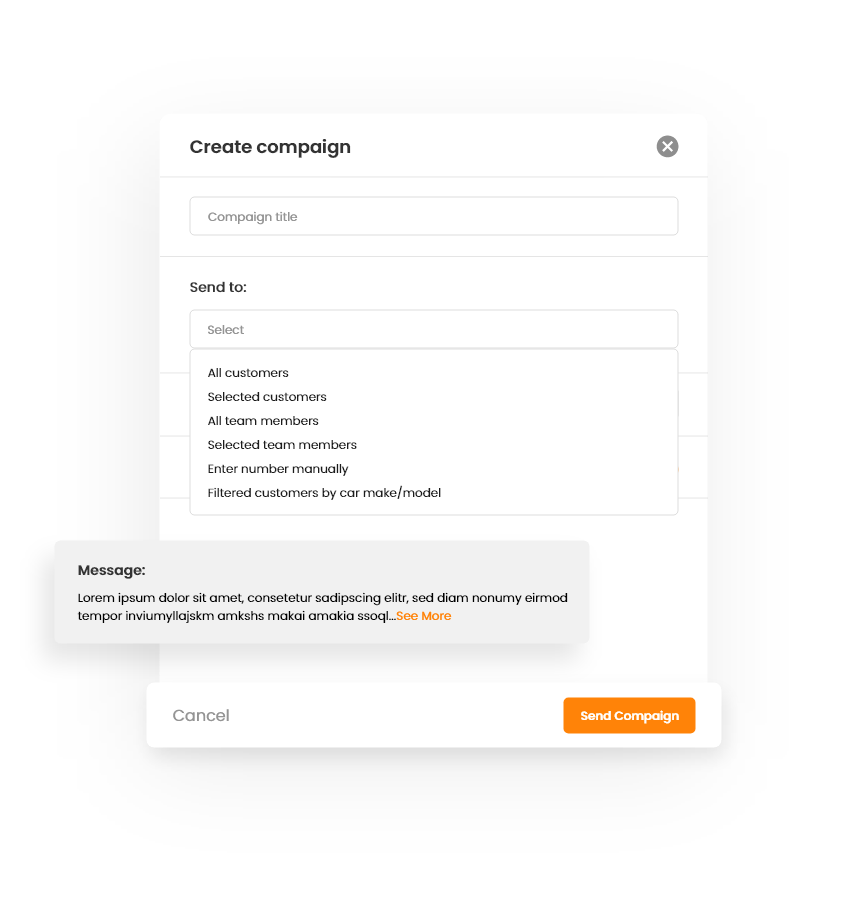 Create compaign
Compaign title
Send to:
Select
All customers
Selected customers
All team members
Selected team members
Enter number manually
Filtered customers by car make/model
Message:
Lorem ipsum dolor sit amet, consetetur sadipscing elitr, sed diam nonumy eirmod
tempor inviumyllajskm amkshs makai amakia ssoql...See More
Cancel
Send Compaign